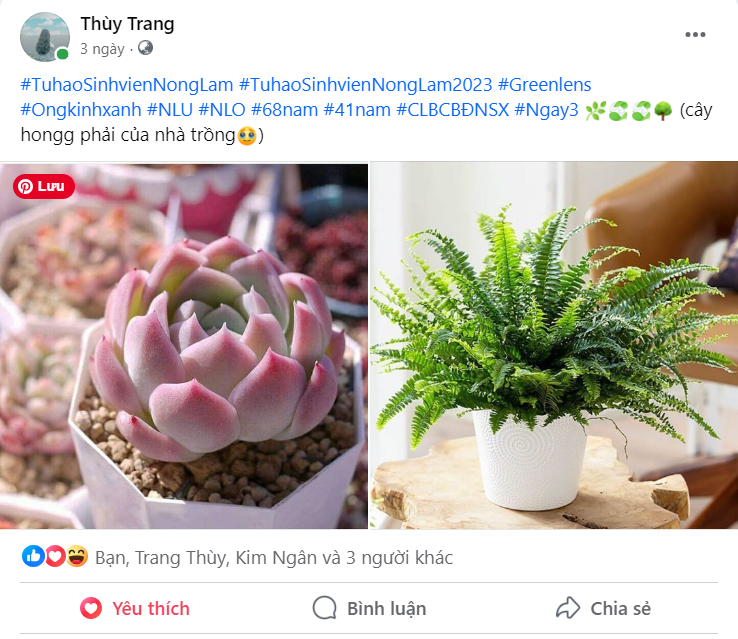 Thùy Trang
3 ngày ·
#TuhaoSinhvienNongLam #TuhaoSinhvienNongLam2023 #Greenlens
#Ongkinhxanh #NLU #NLO #68nam #41nam #CLBCBĐNSX #Ngay3 🌿🍏🍏🌳 (cây
hongg phải của nhà trồng🥹)
Lưu
Bạn, Trang Thùy, Kim Ngân và 3 người khác
Yêu thích Bình luận Chia sẻ